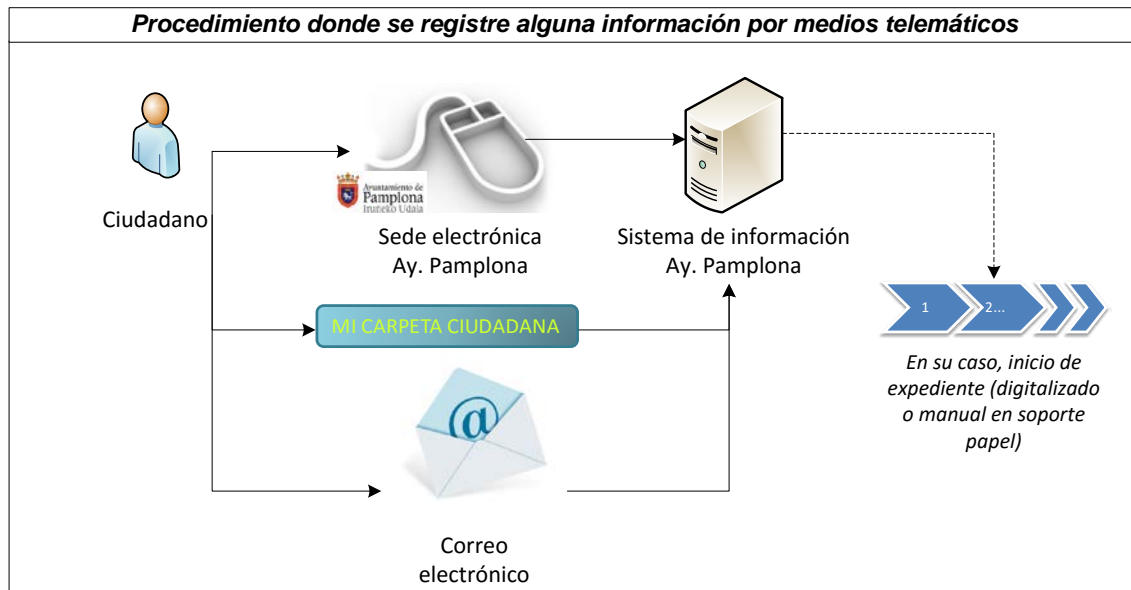 Procedimiento donde se registre alguna información por medios telemáticos
Ciudadano
Ayuntamiento de
Pamplona
Iruñeko Udala
Sede electrónica
Ay. Pamplona
Sistema de información
Ay. Pamplona
MI CARPETA CIUDADANA
1
2...
En su caso, inicio de
expediente (digitalizado
o manual en soporte
papel)
@
Correo
electrónico